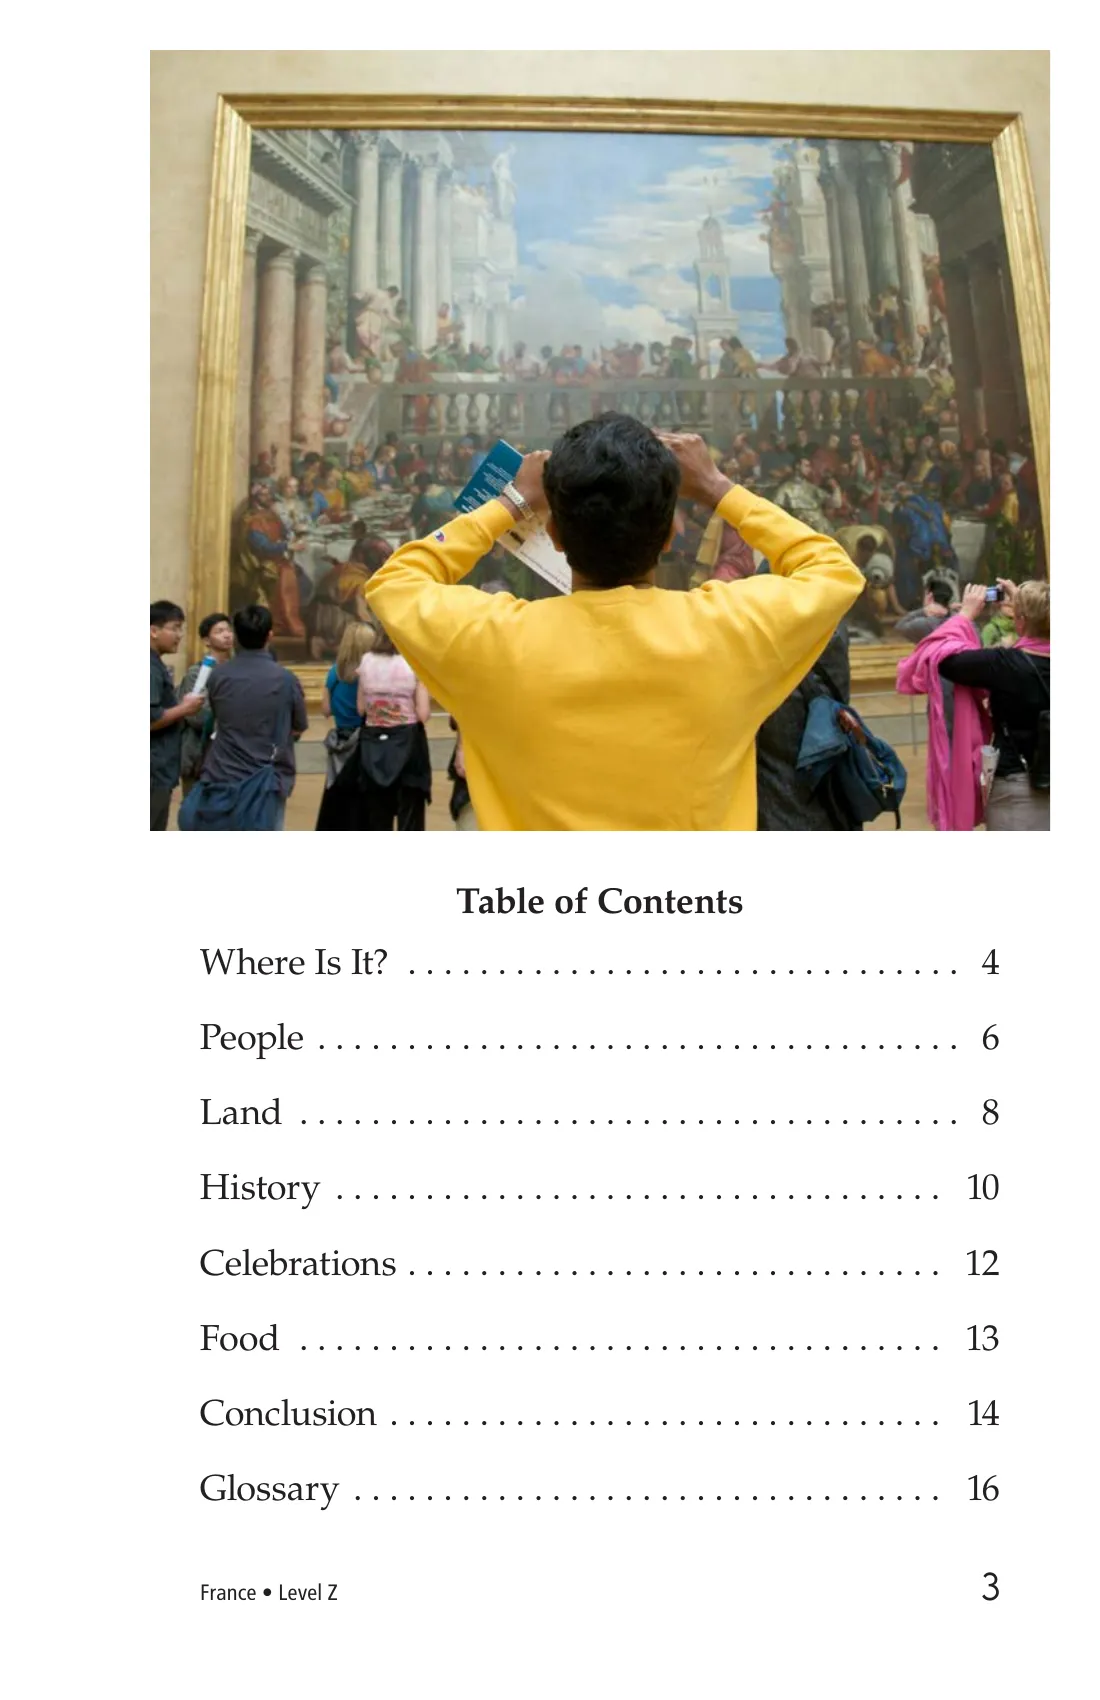 Table of Contents
Where Is It? . . . . . . . . . . . . . . . . . . . . . . . . . . . . . . . 4
People . . . . . . . . . . . . . . . . . . . . . . . . . . . . . . . . . . . . 6
Land . . . . . . . . . . . . . . . . . . . . . . . . . . . . . . . . . . . . . 8
History . . . . . . . . . . . . . . . . . . . . . . . . . . . . . . . . . . 10
Celebrations . . . . . . . . . . . . . . . . . . . . . . . . . . . . . . 12
Food . . . . . . . . . . . . . . . . . . . . . . . . . . . . . . . . . . . . 13
Conclusion . . . . . . . . . . . . . . . . . . . . . . . . . . . . . . . 14
Glossary . . . . . . . . . . . . . . . . . . . . . . . . . . . . . . . . . 16
France • Level Z 3